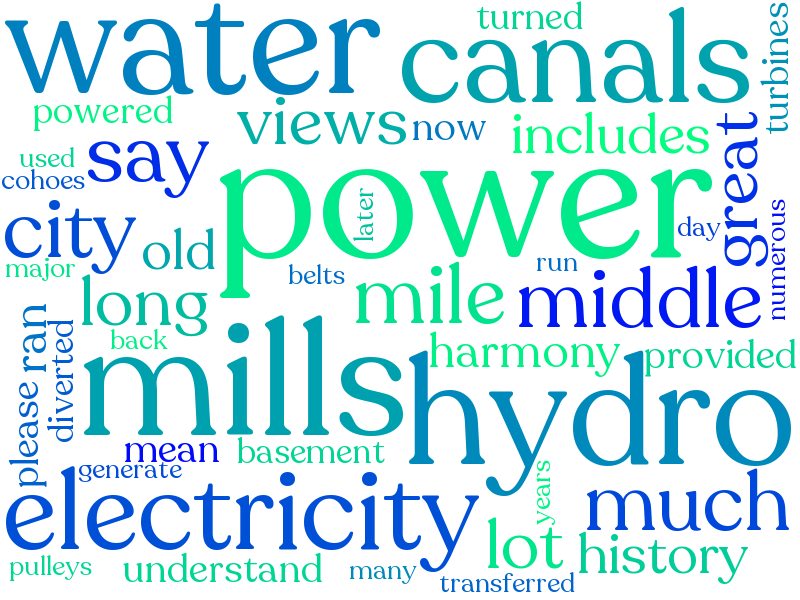 water
canals
turned
turbines
powered
views
now
includes
great
used
say
cohoes
power
later
day
numerous
city
old
major
belts
run
long
mile
middle
back
ran
please
diverted
mills
harmony
provided
hydro
mean
basement
generate
electricity
years
much
lot
history
pulleys
understand
many
transferred